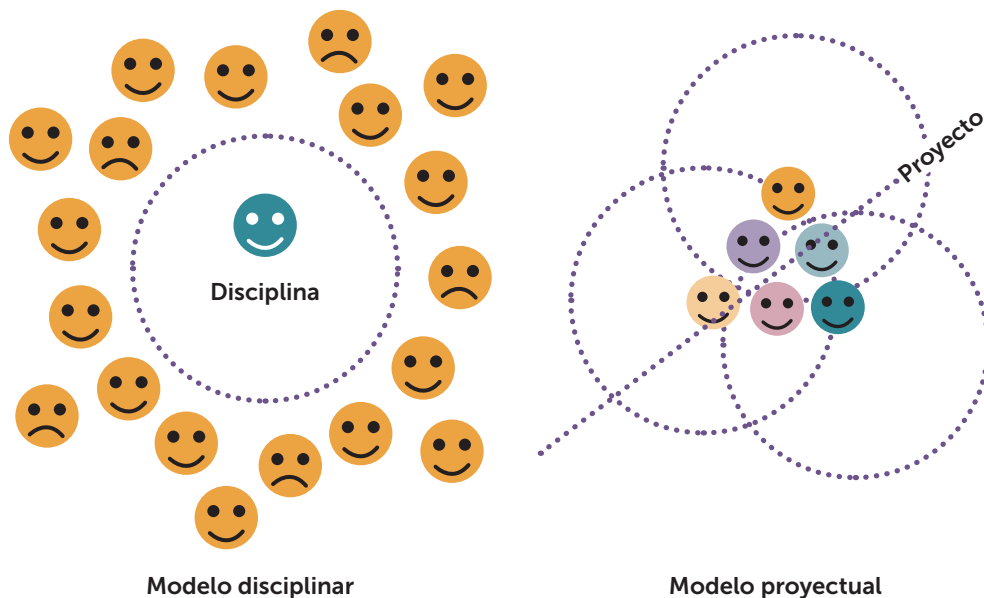 Proyecto
Disciplina
Modelo disciplinar
Modelo proyectual